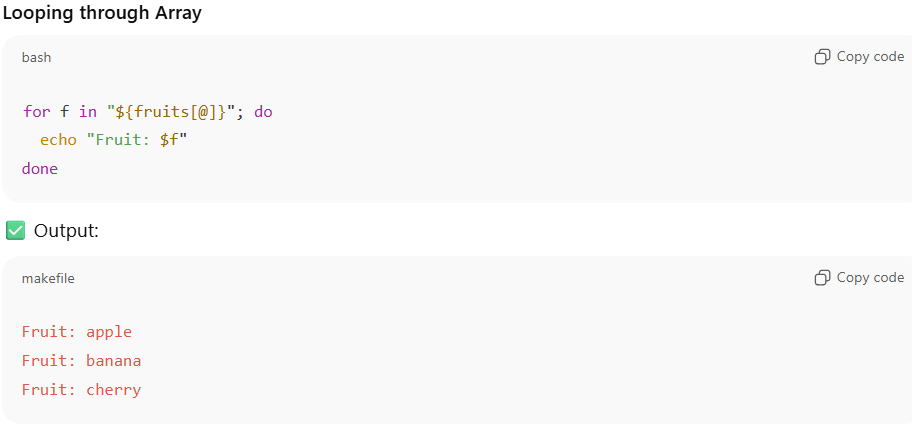 Looping through Array
bash
Copy code
for f in "${fruits[@]}"; do
  echo "Fruit: $f"
done
✅ Output:
makefile
Copy code
Fruit: apple
Fruit: banana
Fruit: cherry